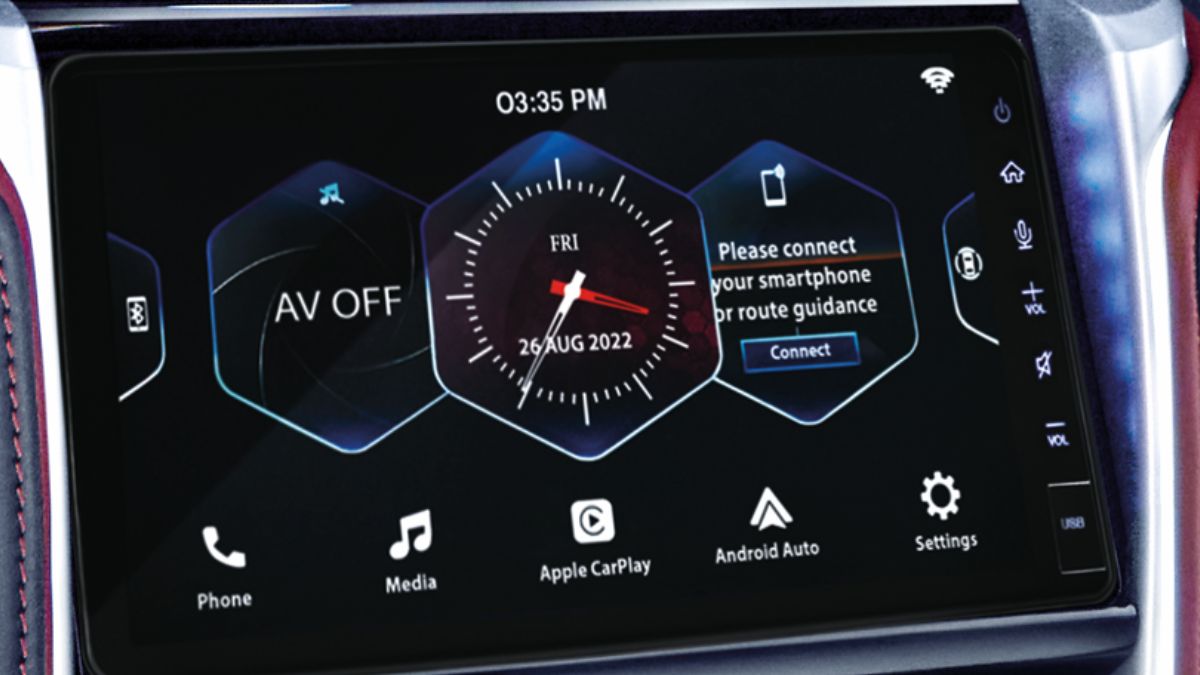 03:35 PM
AV OFF
FRI
26 AUG 2022
Please connect
your smartphone
or route guidance
Connect
VOL
VOL
USB
Phone
Media
Apple CarPlay
Android Auto
Settings